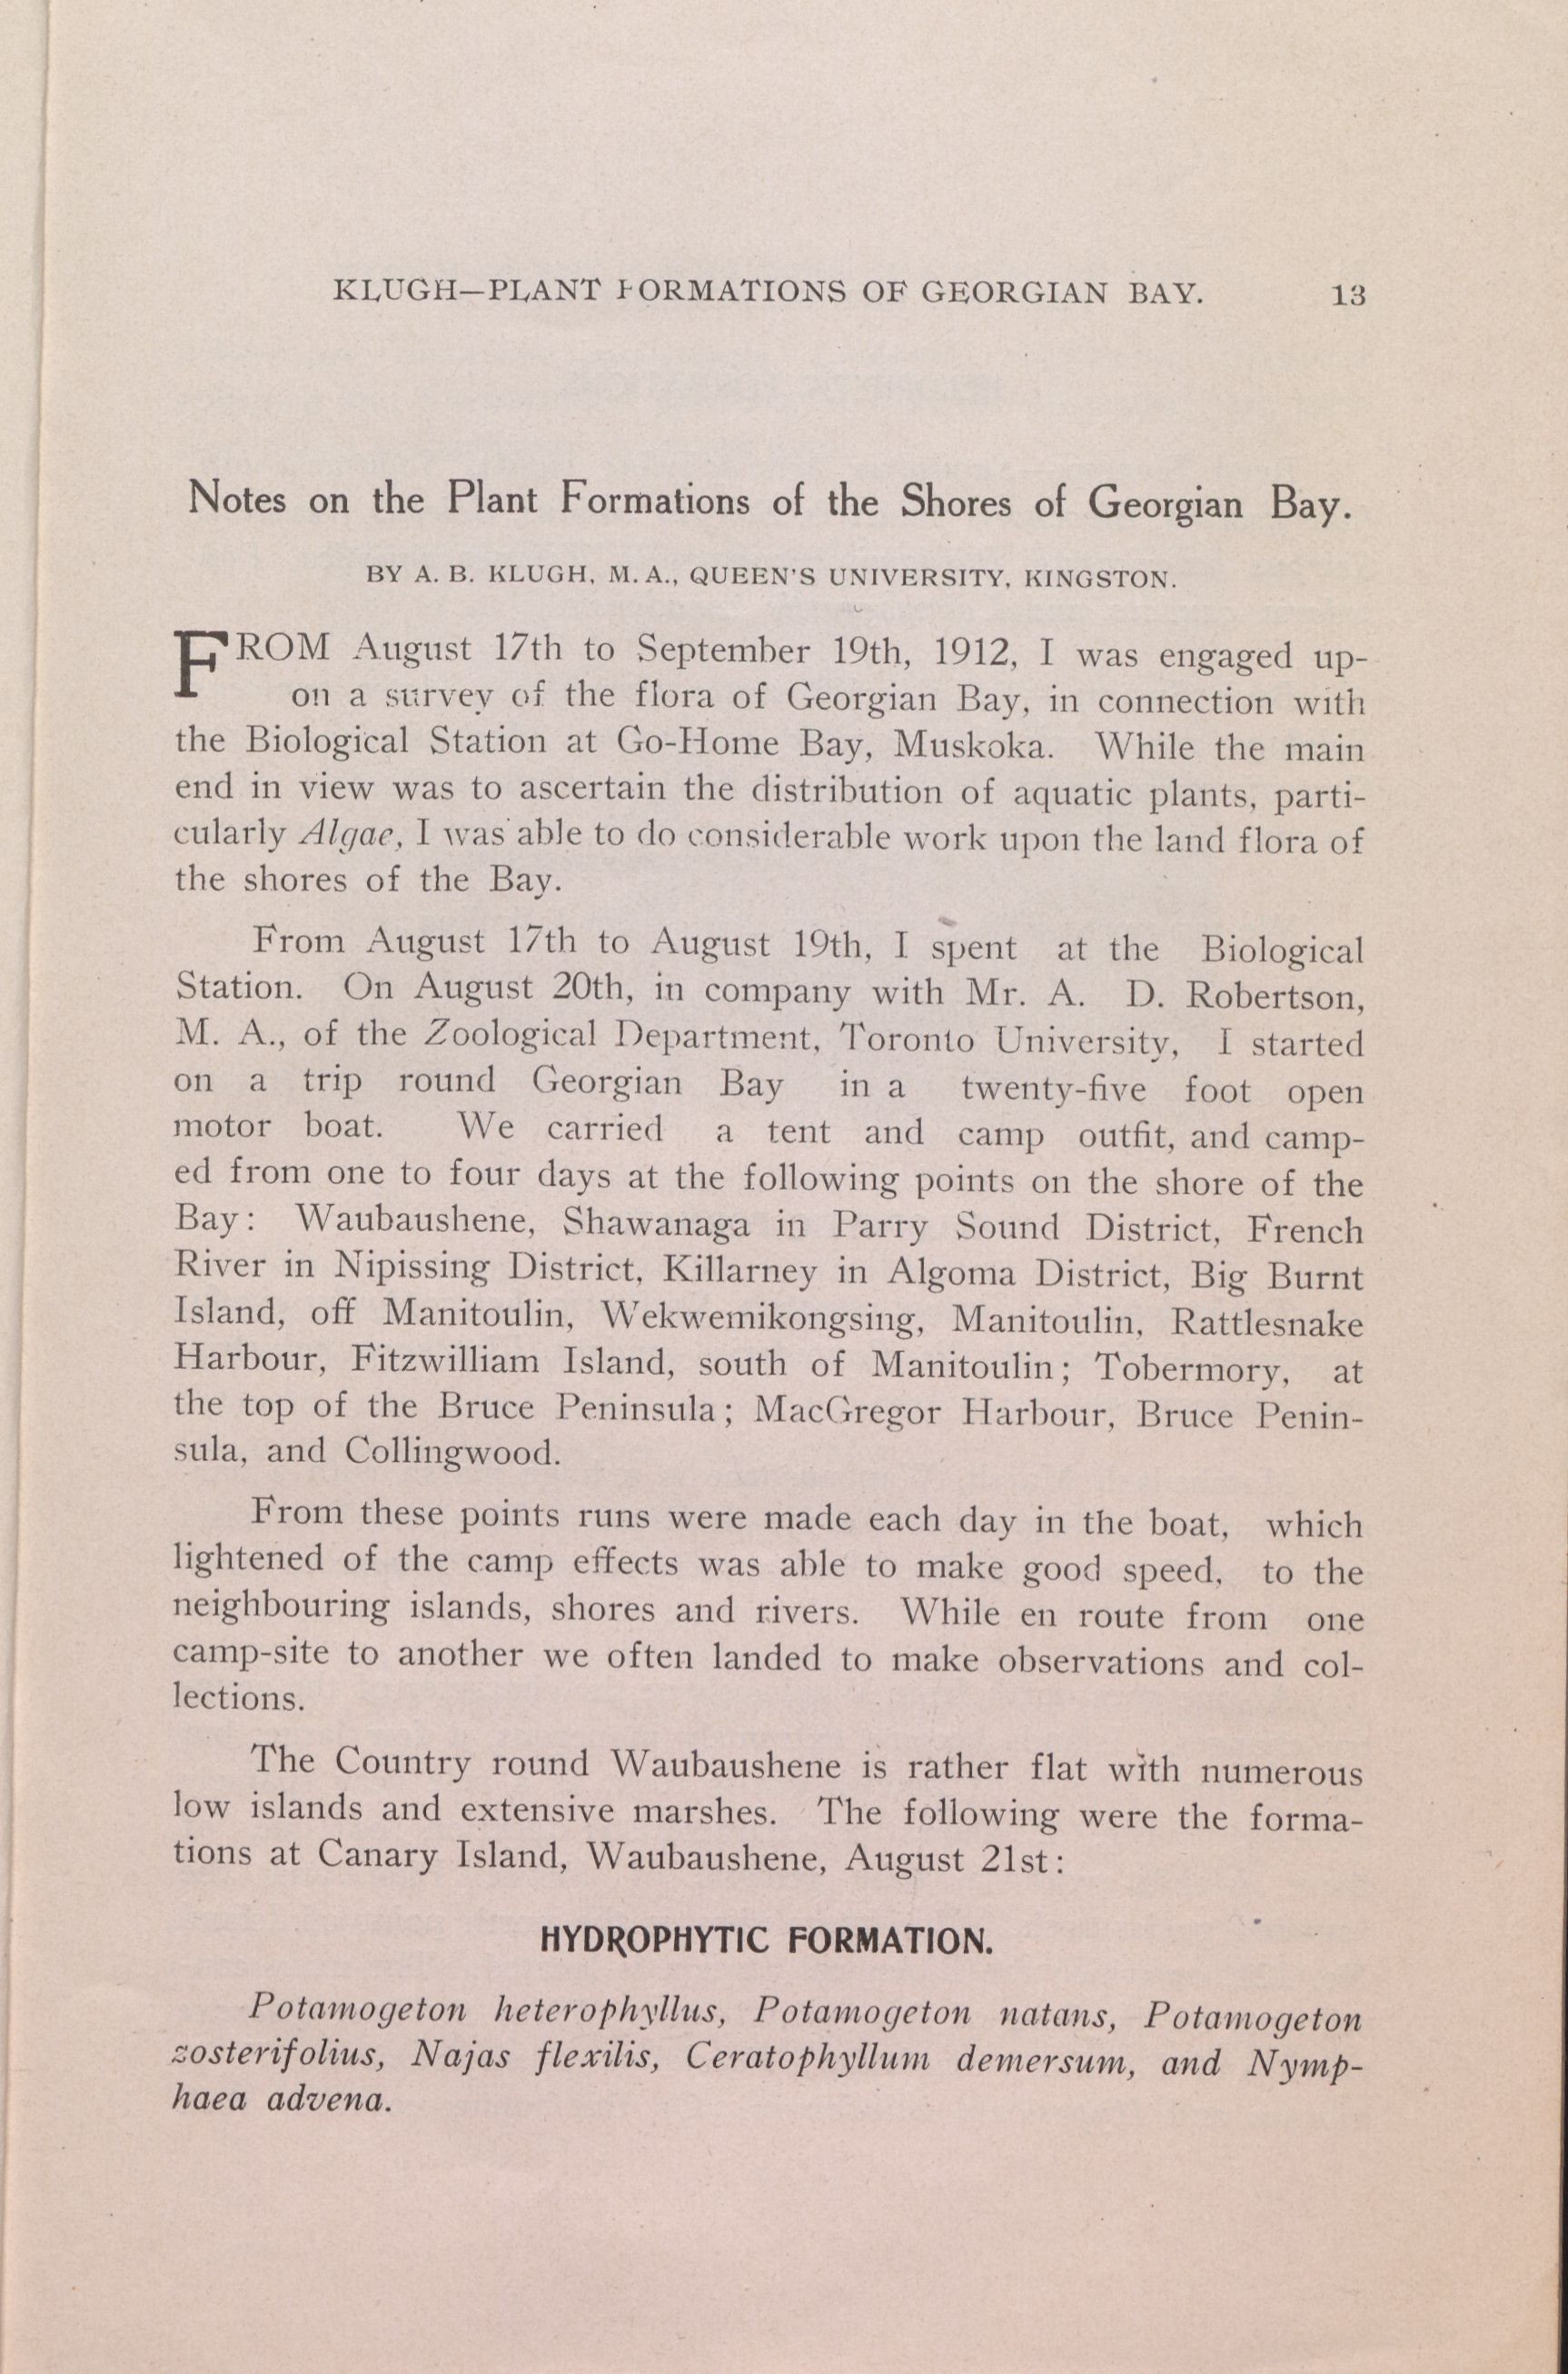 KLUGH—PLANT FORMATIONS OF GEORGIAN BAY. 13
Notes on the Plant Formations of the Shores of Georgian Bay.
BY A. B. KLUGH, M. A., QUEEN'S UNIVERSITY, KINGSTON.
FROM August 17th to September 19th, 1912, I was engaged up-
on a survey of the flora of Georgian Bay, in connection with
the Biological Station at Go-Home Bay, Muskoka. While the main
end in view was to ascertain the distribution of aquatic plants, parti-
cularly Algae, I was able to do considerable work upon the land flora of
the shores of the Bay.
From August 17th to August 19th, I spent at the Biological
Station. On August 20th, in company with Mr. A. D. Robertson,
M. A., of the Zoological Department, Toronto University, I started
on a trip round Georgian Bay in a twenty-five foot open
motor boat. We carried a tent and camp outfit, and camp-
ed from one to four days at the following points on the shore of the
Bay: Waubaushene, Shawanaga in Parry Sound District, French
River in Nipissing District, Killarney in Algoma District, Big Burnt
Island, off Manitoulin, Wekwemikongsing, Manitoulin, Rattlesnake
Harbour, Fitzwilliam Island, south of Manitoulin; Tobermory, at
the top of the Bruce Peninsula; MacGregor Harbour, Bruce Penin-
sula, and Collingwood.
From these points runs were made each day in the boat, which
lightened of the camp effects was able to make good speed, to the
neighbouring islands, shores and rivers. While en route from one
camp-site to another we often landed to make observations and col-
lections.
The Country round Waubaushene is rather flat with numerous
low islands and extensive marshes. The following were the forma-
tions at Canary Island, Waubaushene, August 21st:
HYDROPHYTIC FORMATION.
Potamogeton heterophyllus, Potamogeton natans, Potamogeton
zosterifolius, Najas flexilis, Ceratophyllum demersum, and Nymp-
haea advena.